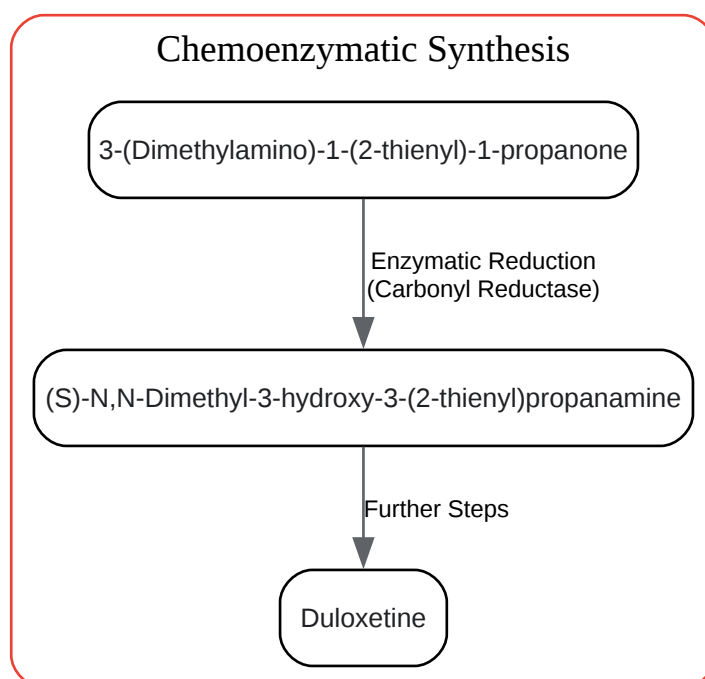 Chemoenzymatic Synthesis
3-(Dimethylamino)-1-(2-thienyl)-1-propanone
Enzymatic Reduction
(Carbonyl Reductase)
(S)-N,N-Dimethyl-3-hydroxy-3-(2-thienyl)propanamine
Further Steps
Duloxetine